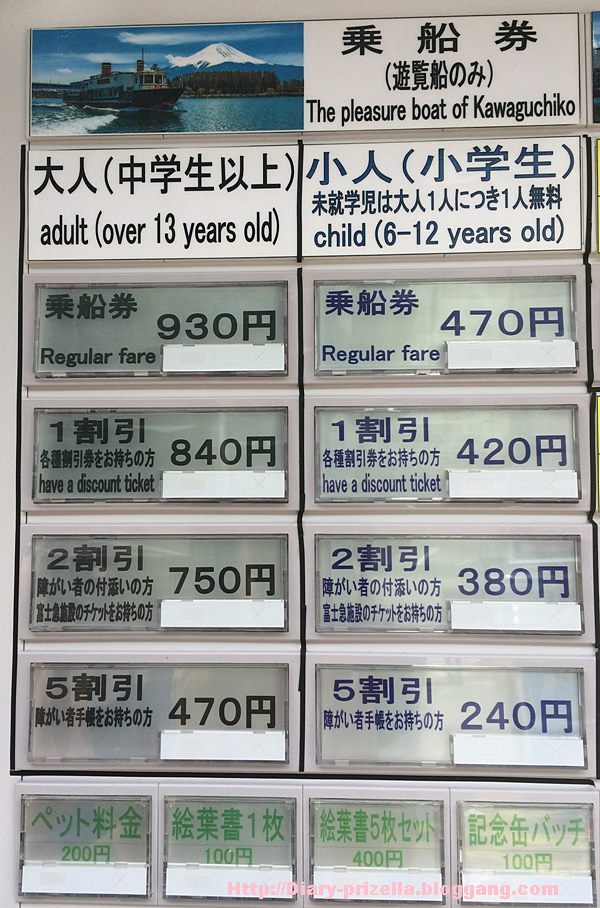 乗船券
(遊覧船のみ)
The pleasure boat of Kawaguchiko
大人(中学生以上)
adult (over 13 years old)
小人(小学生)
未就学児は大人1人につき1人無料
child (6-12 years old)
乗船券
930円
Regular fare
乗船券
470円
Regular fare
1割引
各種割引券をお持ちの方
840円
have a discount ticket
1割引
各種割引券をお持ちの方
420円
have a discount ticket
2割引
障がい者の付添いの方
750円
富士急施設のチケットをお持ちの方
2割引
障がい者の付添いの方
380円
富士急施設のチケットをお持ちの方
5割引
障がい者手帳をお持ちの方
470円
5割引
障がい者手帳をお持ちの方
240円
ペット料金
200円
絵葉書1枚
100円
絵葉書5枚セット
400円
記念缶バッチ
100円
Http://Diary-prizella.bloggang.com